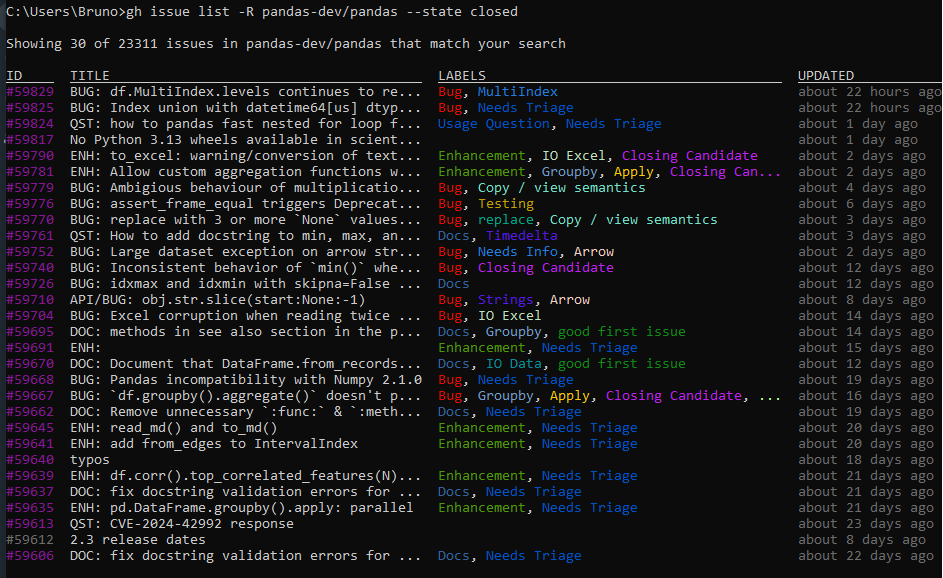 C:\Users\Bruno>gh issue list -R pandas-dev/pandas --state closed
Showing 30 of 23311 issues in pandas-dev/pandas that match your search
ID TITLE LABELS UPDATED
#59829 BUG: df.MultiIndex.levels continues to re... Bug, MultiIndex about 22 hours ago
#59825 BUG: Index union with datetime64[us] dtyp... Bug, Needs Triage about 22 hours ago
#59824 QST: how to pandas fast nested for loop f... Usage Question, Needs Triage about 1 day ago
#59817 No Python 3.13 wheels available in scient... about 1 day ago
#59790 ENH: to_excel: warning/conversion of text... Enhancement, IO Excel, Closing Candidate about 2 days ago
#59781 ENH: Allow custom aggregation functions w... Enhancement, Groupby, Apply, Closing Can... about 2 days ago
#59779 BUG: Ambigious behaviour of multiplicatio... Bug, Copy / view semantics about 4 days ago
#59776 BUG: assert_frame_equal triggers Deprecat... Bug, Testing about 6 days ago
#59770 BUG: replace with 3 or more `None` values... Bug, replace, Copy / view semantics about 3 days ago
#59761 QST: How to add docstring to min, max, an... Docs, Timedelta about 3 days ago
#59752 BUG: Large dataset exception on arrow str... Bug, Needs Info, Arrow about 2 days ago
#59740 BUG: Inconsistent behavior of `min()` whe... Bug, Closing Candidate about 12 days ago
#59726 BUG: idxmax and idxmin with skipna=False ... Docs about 12 days ago
#59710 API/BUG: obj.str.slice(start:None:-1) Bug, Strings, Arrow about 8 days ago
#59704 BUG: Excel corruption when reading twice ... Bug, IO Excel about 14 days ago
#59695 DOC: methods in see also section in the p... Docs, Groupby, good first issue about 14 days ago
#59691 ENH: Enhancement, Needs Triage about 15 days ago
#59670 DOC: Document that DataFrame.from_records... Docs, IO Data, good first issue about 12 days ago
#59668 BUG: Pandas incompatibility with Numpy 2.1.0 Bug, Needs Triage about 19 days ago
#59667 BUG: `df.groupby().aggregate()` doesn't p... Bug, Groupby, Apply, Closing Candidate, ... about 16 days ago
#59662 DOC: Remove unnecessary `:func:` & `:meth... Docs, Needs Triage about 19 days ago
#59645 ENH: read_md() and to_md() Enhancement, Needs Triage about 20 days ago
#59641 ENH: add from_edges to IntervalIndex Enhancement, Needs Triage about 20 days ago
#59640 typos about 18 days ago
#59639 ENH: df.corr().top_correlated_features(N)... Enhancement, Needs Triage about 21 days ago
#59637 DOC: fix docstring validation errors for ... Docs, Needs Triage about 21 days ago
#59635 ENH: pd.DataFrame.groupby().apply: parallel Enhancement, Needs Triage about 21 days ago
#59613 QST: CVE-2024-42992 response about 23 days ago
#59612 2.3 release dates about 8 days ago
#59606 DOC: fix docstring validation errors for ... Docs, Needs Triage about 22 days ago